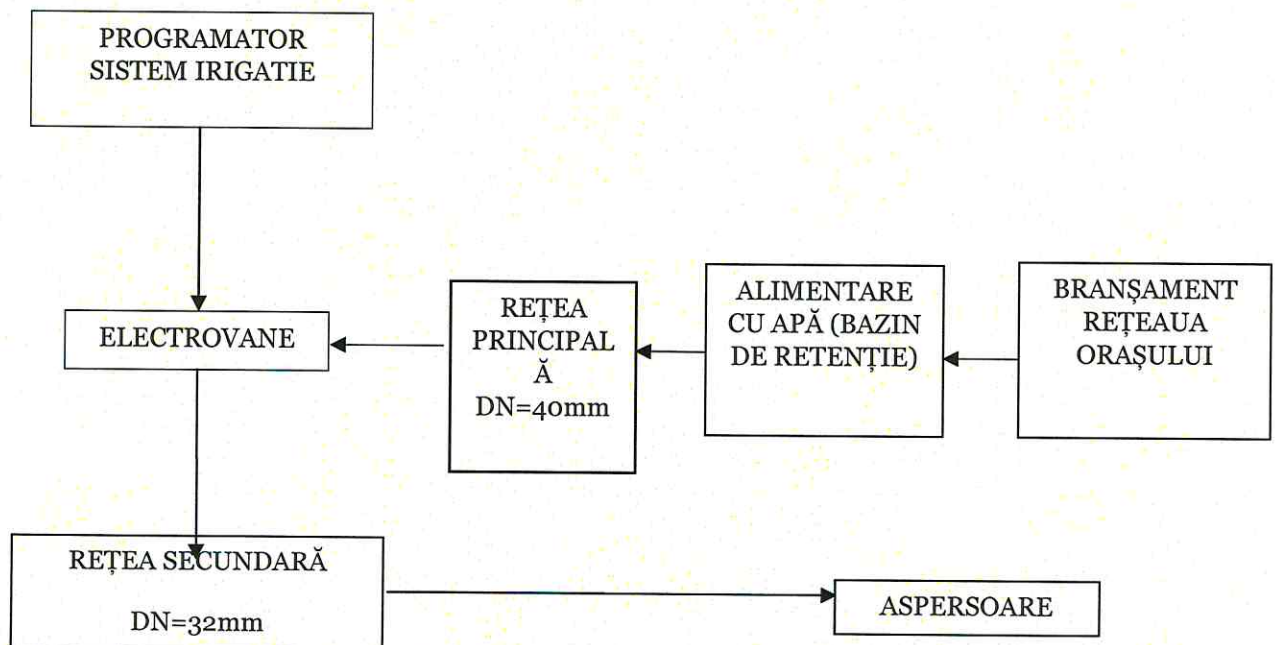 PROGRAMATOR
SISTEM IRIGATIE
ELECTROVANE
REȚEA
PRINCIPAL
Ă
DN=40mm
ALIMENTARE
CU APĂ (BAZIN
DE RETENȚIE)
BRANȘAMENT
REȚEAUA
ORAȘULUI
REȚEA SECUNDARĂ
DN=32mm
ASPERSOARE